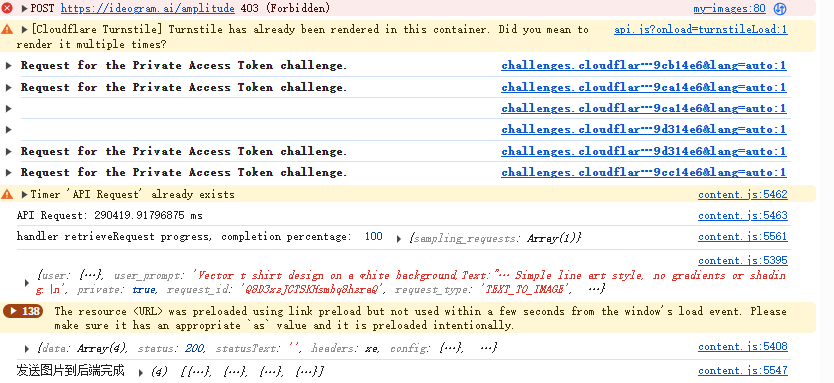 POST https://ideogram.ai/amplitude 403 (Forbidden) my-images:80
[Cloudflare Turnstile] Turnstile has already been rendered in this container. Did you mean to api.js?onload=turnstileLoad:1
render it multiple times?
Request for the Private Access Token challenge. challenges.cloudflar…9cb14e6&lang=auto:1
Request for the Private Access Token challenge. challenges.cloudflar…9ca14e6&lang=auto:1
challenges.cloudflar…9ca14e6&lang=auto:1
challenges.cloudflar…9d314e6&lang=auto:1
Request for the Private Access Token challenge. challenges.cloudflar…9d314e6&lang=auto:1
Request for the Private Access Token challenge. challenges.cloudflar…9cc14e6&lang=auto:1
Timer 'API Request' already exists content.js:5462
API Request: 290419.91796875 ms content.js:5463
handler retrieveRequest progress, completion percentage: 100 {sampling_requests: Array(1)} content.js:5561
content.js:5395
{user: {…}, user_prompt: 'Vector t shirt design on a white background,Text:"… Simple line art style, no gradients or shadin
g.\n', private: true, request_id: , request_type: 'TEXT_TO_IMAGE', …}
138 The resource <URL> was preloaded using link preload but not used within a few seconds from the window's load event. Please
make sure it has an appropriate `as` value and it is preloaded intentionally.
{data: Array(4), status: 200, statusText: '', headers: xe, config: {…}, …} content.js:5408
发送图片到后端完成 (4) [{…}, {…}, {…}, {…}] content.js:5547